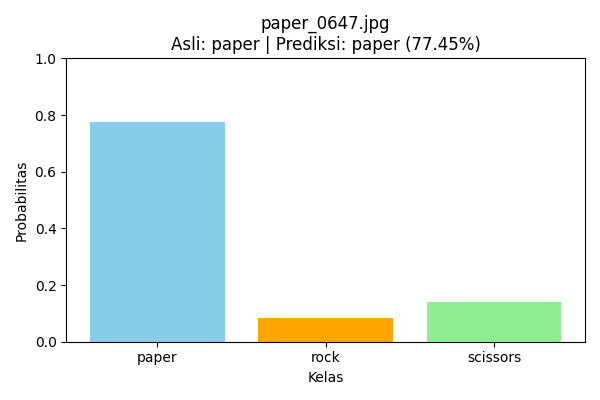 paper_0647.jpg
Asli: paper | Prediksi: paper (77.45%)
1.0
0.8
0.6
0.4
0.2
0.0
Probabilitas
paper rock scissors
Kelas